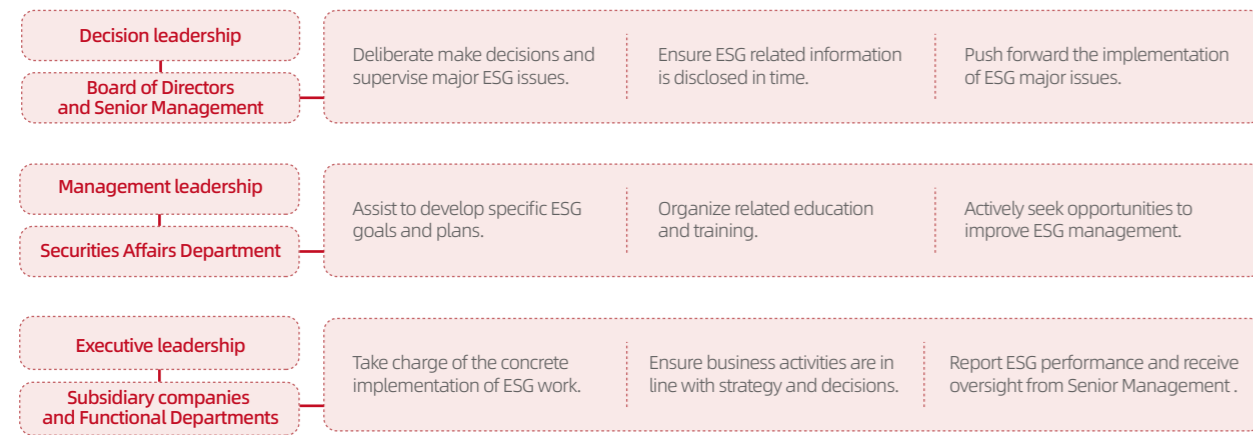 Decision leadership
Board of Directors
and Senior Management
Deliberate make decisions and
supervise major ESG issues.
Ensure ESG related information
is disclosed in time.
Push forward the implementation
of ESG major issues.
Management leadership
Securities Affairs Department
Assist to develop specific ESG
goals and plans.
Organize related education
and training.
Actively seek opportunities to
improve ESG management.
Executive leadership
Subsidiary companies
and Functional Departments
Take charge of the concrete
implementation of ESG work.
Ensure business activities are in
line with strategy and decisions.
Report ESG performance and receive
oversight from Senior Management .